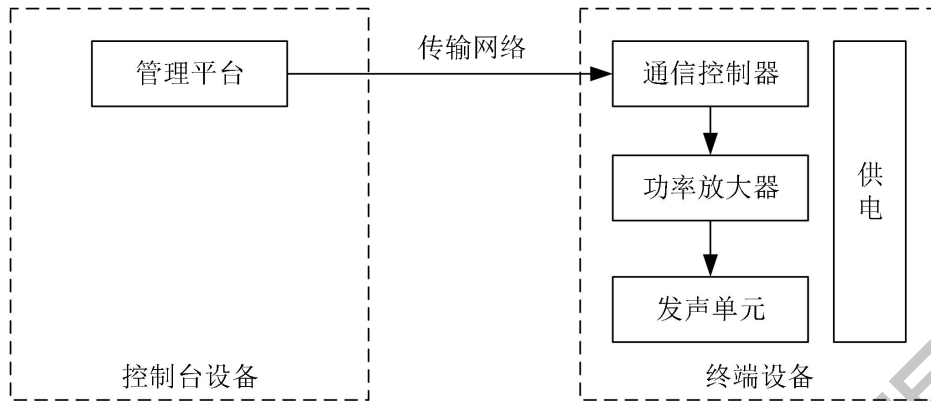 传输网络
管理平台
通信控制器
功率放大器
供电
发声单元
控制台设备
终端设备